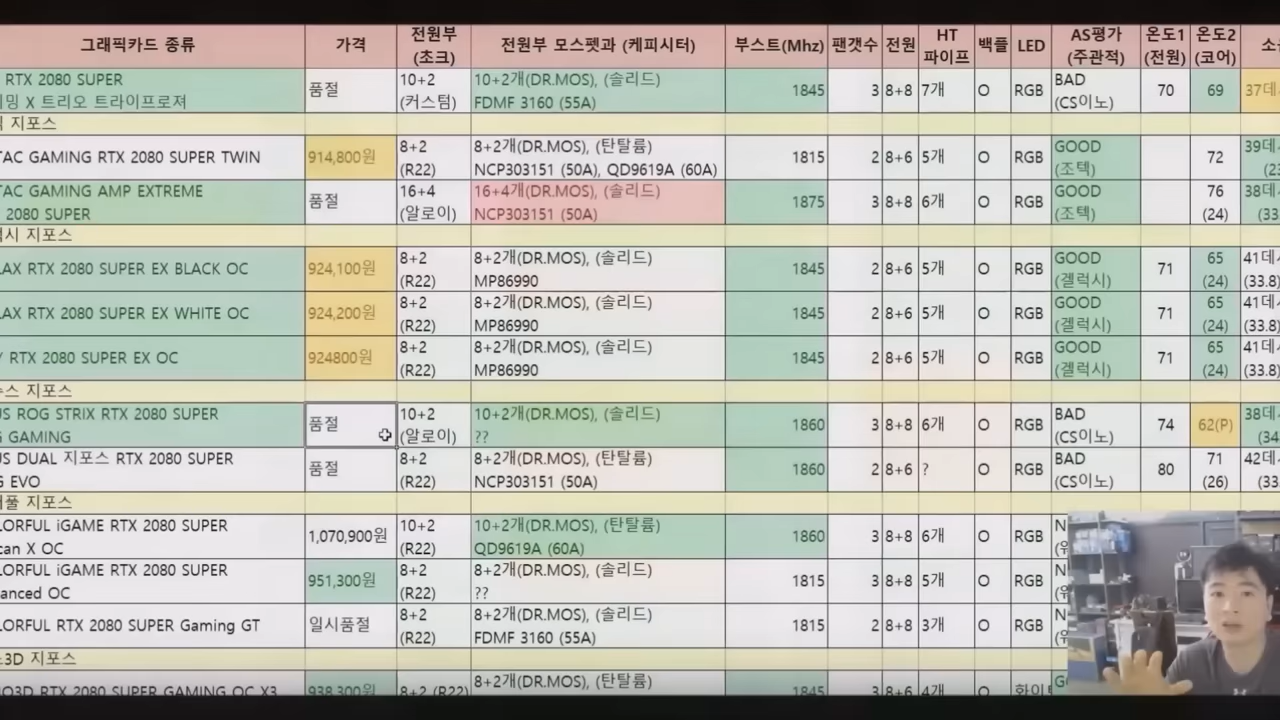 그래픽카드 종류 가격 전원부 (초크) 전원부 모스펫과 (케피시터) 부스트(Mhz) 팬갯수 전원 HT 파이프 백플 LED AS평가 (주관적) 온도1 (전원) 온도2 (코어) 소
RTX 2080 SUPER 품절 10+2 10+2개(DR.MOS), (솔리드) 1845 3 8+8 7개 O RGB BAD 70 69 37데
밍 X 트리오 트라이프로져 (커스텀) FDMF 3160 (55A) (CS이노)
지포스
TAC GAMING RTX 2080 SUPER TWIN 914,800원 8+2 8+2개(DR.MOS), (탄탈륨) 1815 2 8+6 5개 O RGB GOOD 72 39데
(R22) NCP303151 (50A), QD9619A (60A) (조텍) (23
TAC GAMING AMP EXTREME 품절 16+4 16+4개(DR.MOS), (솔리드) 1875 3 8+8 6개 O RGB GOOD 76 38데
2080 SUPER (알로이) NCP303151 (50A) (조텍) (24) (33
시 지포스
LAX RTX 2080 SUPER EX BLACK OC 924,100원 8+2 8+2개(DR.MOS), (솔리드) 1845 2 8+6 5개 O RGB GOOD 71 65 41데
(R22) MP86990 (겔럭시) (24) (33.8)
LAX RTX 2080 SUPER EX WHITE OC 924,200원 8+2 8+2개(DR.MOS), (솔리드) 1845 2 8+6 5개 O RGB GOOD 71 65 41데
(R22) MP86990 (겔럭시) (24) (33.8)
RTX 2080 SUPER EX OC 924800원 8+2 8+2개(DR.MOS), (솔리드) 1845 2 8+6 5개 O RGB GOOD 71 65 41데
(R22) MP86990 (겔럭시) (24) (33.8)
스 지포스
US ROG STRIX RTX 2080 SUPER 품절 10+2 10+2개(DR.MOS), (솔리드) 1860 3 8+8 6개 O RGB BAD 74 62(P) 38데
GAMING (알로이) ?? (CS이노) (34
US DUAL 지포스 RTX 2080 SUPER 품절 8+2 8+2개(DR.MOS), (탄탈륨) 1860 2 8+6 ? O RGB BAD 80 71 42데
EVO (R22) NCP303151 (50A) (CS이노) (26) (33
풀 지포스
LORFUL iGAME RTX 2080 SUPER 1,070,900원 10+2 10+2개(DR.MOS), (탄탈륨) 1860 3 8+8 6개 O RGB N
can X OC (R22) QD9619A (60A)
LORFUL iGAME RTX 2080 SUPER 951,300원 8+2 8+2개(DR.MOS), (솔리드) 1815 3 8+8 5개 O RGB N
anced OC (R22) ??
LORFUL RTX 2080 SUPER Gaming GT 일시품절 8+2 8+2개(DR.MOS), (솔리드) 1815 2 8+8 3개 O RGB N
(R22) FDMF 3160 (55A)
3D 지포스
O3D RTX 2080 SUPER GAMING OC X3 938,300원 8+2 (R22) 8+2개(DR.MOS), (탄탈륨) 1845 3 8+8 4개 O 화이 GO